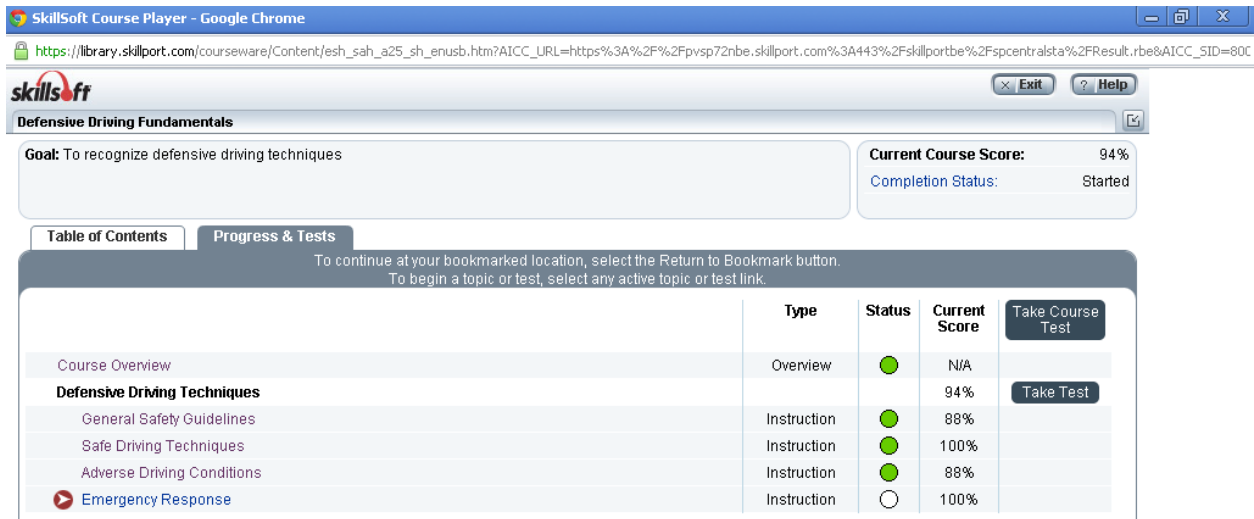 SkillSoft Course Player - Google Chrome
https://library.skillport.com/courseware/Content/esh_sah_a25_sh_enusb.htm?AICC_URL=https%3A%2F%2Fpvsp72nbe.skillport.com%3A443%2Fskillportbe%2Fspcentralsta%2FResult.rbe&AICC_SID=80C
skillsoft
× Exit ? Help
Defensive Driving Fundamentals
Goal: To recognize defensive driving techniques
Current Course Score: 94%
Completion Status: Started
Table of Contents Progress & Tests
To continue at your bookmarked location, select the Return to Bookmark button.
To begin a topic or test, select any active topic or test link.
Type Status Current Score Take Course Test
Course Overview Overview N/A
Defensive Driving Techniques 94% Take Test
General Safety Guidelines Instruction 88%
Safe Driving Techniques Instruction 100%
Adverse Driving Conditions Instruction 88%
Emergency Response Instruction 100%